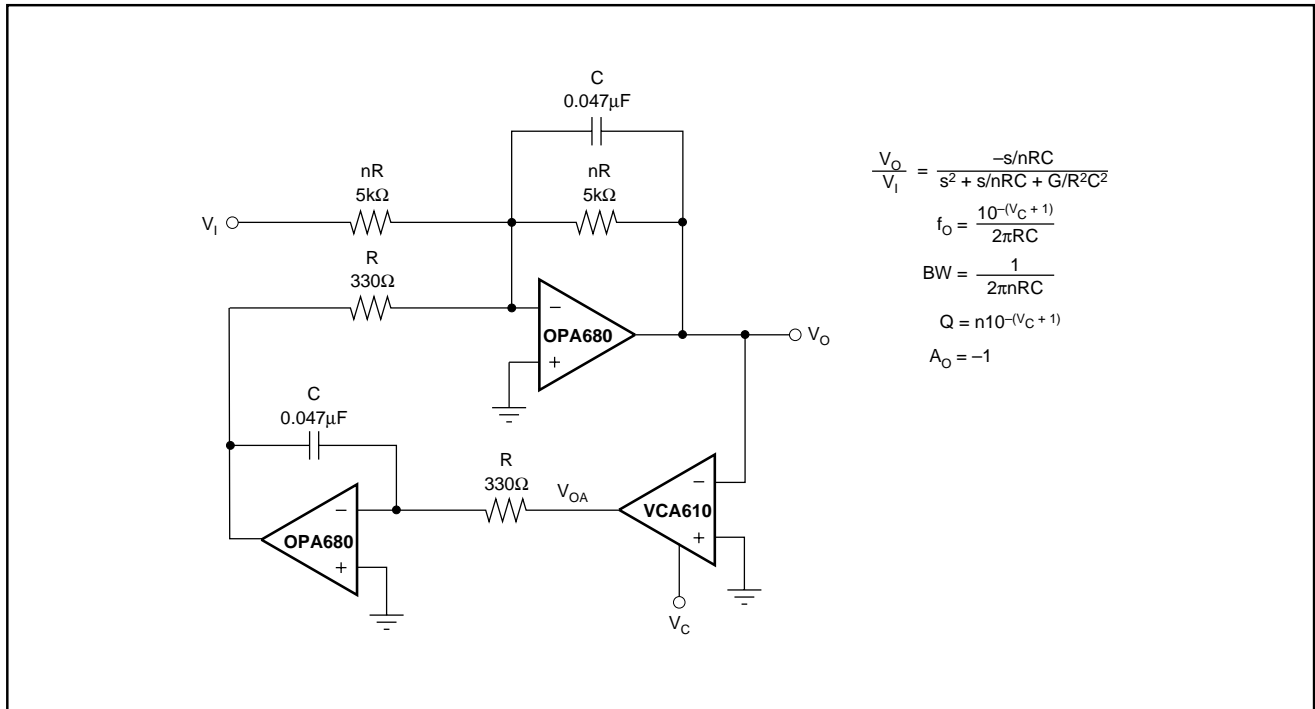 C
0.047μF
nR
5kΩ
nR
5kΩ
V_I
R
330Ω
−
+
OPA680
V_O
C
0.047μF
R
330Ω
V_OA
−
+
VCA610
−
+
OPA680
V_C
V_O/V_I = −s/nRC / s² + s/nRC + G/R²C²
f_O = 10^−(V_C + 1) / 2πRC
BW = 1 / 2πnRC
Q = n10^−(V_C + 1)
A_O = −1